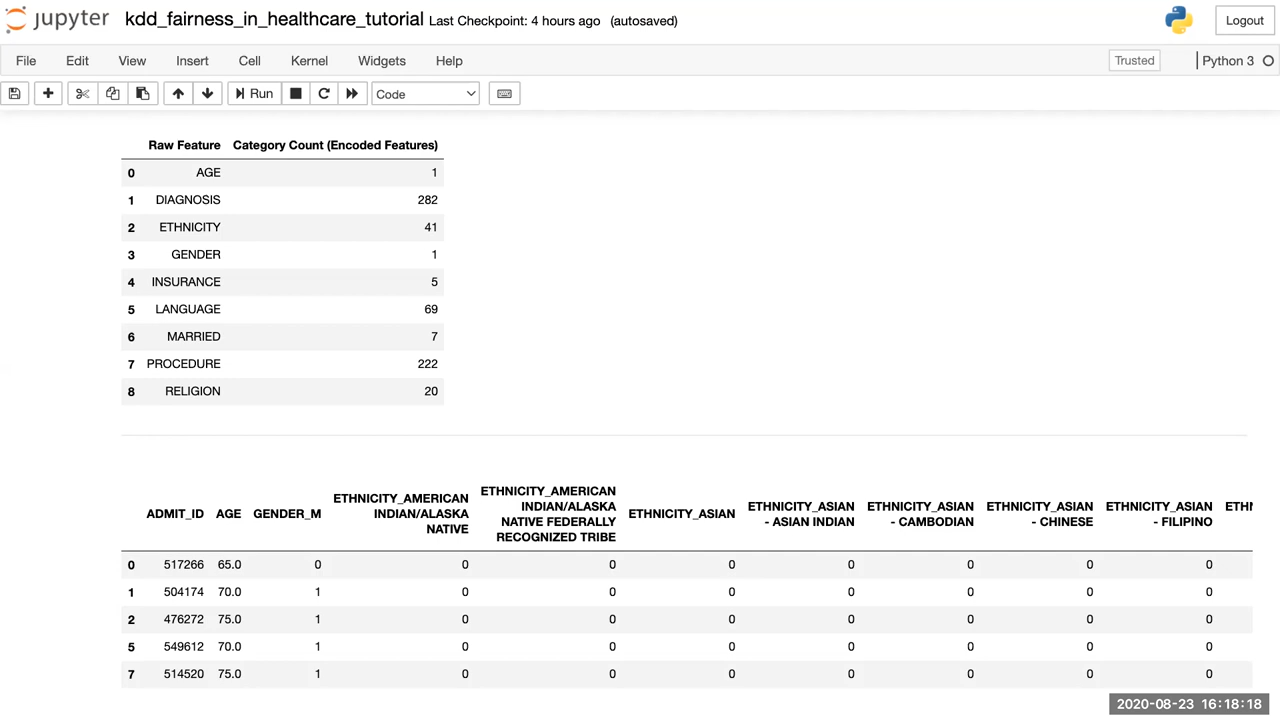 jupyter kdd_fairness_in_healthcare_tutorial Last Checkpoint: 4 hours ago (autosaved) Logout
File Edit View Insert Cell Kernel Widgets Help Trusted Python 3
Run Code
Raw Feature Category Count (Encoded Features)
0 AGE 1
1 DIAGNOSIS 282
2 ETHNICITY 41
3 GENDER 1
4 INSURANCE 5
5 LANGUAGE 69
6 MARRIED 7
7 PROCEDURE 222
8 RELIGION 20
ADMIT_ID AGE GENDER_M
ETHNICITY_AMERICAN
INDIAN/ALASKA
NATIVE
ETHNICITY_AMERICAN
INDIAN/ALASKA
NATIVE FEDERALLY
RECOGNIZED TRIBE
ETHNICITY_ASIAN
ETHNICITY_ASIAN
- ASIAN INDIAN
ETHNICITY_ASIAN
- CAMBODIAN
ETHNICITY_ASIAN
- CHINESE
ETHNICITY_ASIAN
- FILIPINO
0 517266 65.0 0 0 0 0 0 0 0 0
1 504174 70.0 1 0 0 0 0 0 0 0
2 476272 75.0 1 0 0 0 0 0 0 0
5 549612 70.0 1 0 0 0 0 0 0 0
7 514520 75.0 1 0 0 0 0 0 0 0
2020-08-23 16:18:18